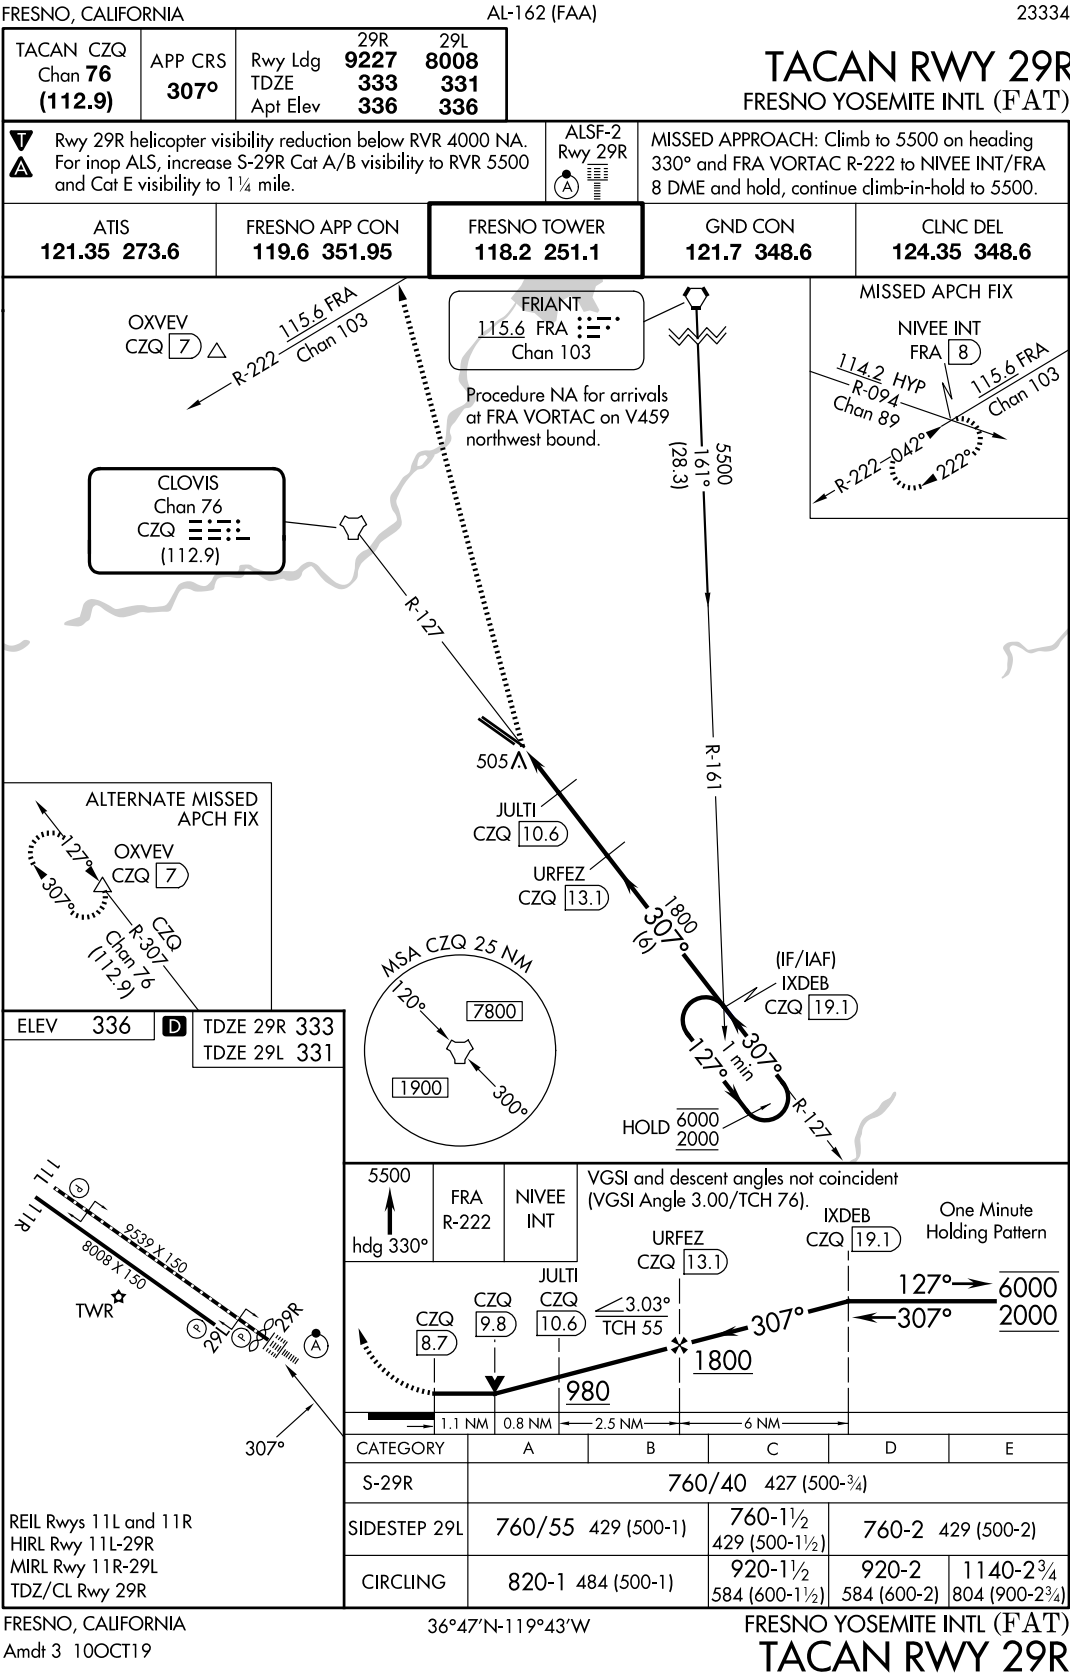 FRESNO, CALIFORNIA
AL-162 (FAA)
23334
TACAN CZQ
Chan 76
(112.9)
APP CRS
307°
29R 29L
Rwy Ldg 9227 8008
TDZE 333 331
Apt Elev 336 336
TACAN RWY 29R
FRESNO YOSEMITE INTL (FAT)
T
A
Rwy 29R helicopter visibility reduction below RVR 4000 NA.
For inop ALS, increase S-29R Cat A/B visibility to RVR 5500
and Cat E visibility to 1¼ mile.
ALSF-2
Rwy 29R
A
MISSED APPROACH: Climb to 5500 on heading
330° and FRA VORTAC R-222 to NIVEE INT/FRA
8 DME and hold, continue climb-in-hold to 5500.
ATIS
121.35 273.6
FRESNO APP CON
119.6 351.95
FRESNO TOWER
118.2 251.1
GND CON
121.7 348.6
CLNC DEL
124.35 348.6
OXVEV
CZQ 7
R-222
115.6 FRA
Chan 103
FRIANT
115.6 FRA
Chan 103
Procedure NA for arrivals
at FRA VORTAC on V459
northwest bound.
5500
161°
(28.3)
MISSED APCH FIX
NIVEE INT
FRA 8
114.2 HYP
R-094
Chan 89
115.6 FRA
Chan 103
R-222
042°
222°
CLOVIS
Chan 76
CZQ
(112.9)
R-127
505
R-161
JULTI
CZQ 10.6
URFEZ
CZQ 13.1
1800
307°
(6)
(IF/IAF)
IXDEB
CZQ 19.1
307°
1 min
127°
HOLD 6000
2000
R-127
ALTERNATE MISSED
APCH FIX
OXVEV
CZQ 7
127°
307°
CZQ
R-307
Chan 76
(112.9)
MSA CZQ 25 NM
120°
7800
1900
300°
ELEV 336
D
TDZE 29R 333
TDZE 29L 331
11L
11R
P
9539 X 150
8008 X 150
TWR
P
29L
P
29R
A
307°
REIL Rwys 11L and 11R
HIRL Rwy 11L-29R
MIRL Rwy 11R-29L
TDZ/CL Rwy 29R
5500
hdg 330°
FRA
R-222
NIVEE
INT
VGSI and descent angles not coincident
(VGSI Angle 3.00/TCH 76).
IXDEB
CZQ 19.1
One Minute
Holding Pattern
URFEZ
CZQ 13.1
JULTI
CZQ
10.6
CZQ
9.8
CZQ
8.7
3.03°
TCH 55
307°
127°
6000
307°
2000
1800
980
1.1 NM
0.8 NM
2.5 NM
6 NM
CATEGORY A B C D E
S-29R 760/40 427 (500-¾)
SIDESTEP 29L 760/55 429 (500-1) 760-1½ 429 (500-1½) 760-2 429 (500-2)
CIRCLING 820-1 484 (500-1) 920-1½ 584 (600-1½) 920-2 584 (600-2) 1140-2¾ 804 (900-2¾)
FRESNO, CALIFORNIA
Amdt 3 10OCT19
36°47'N-119°43'W
FRESNO YOSEMITE INTL (FAT)
TACAN RWY 29R